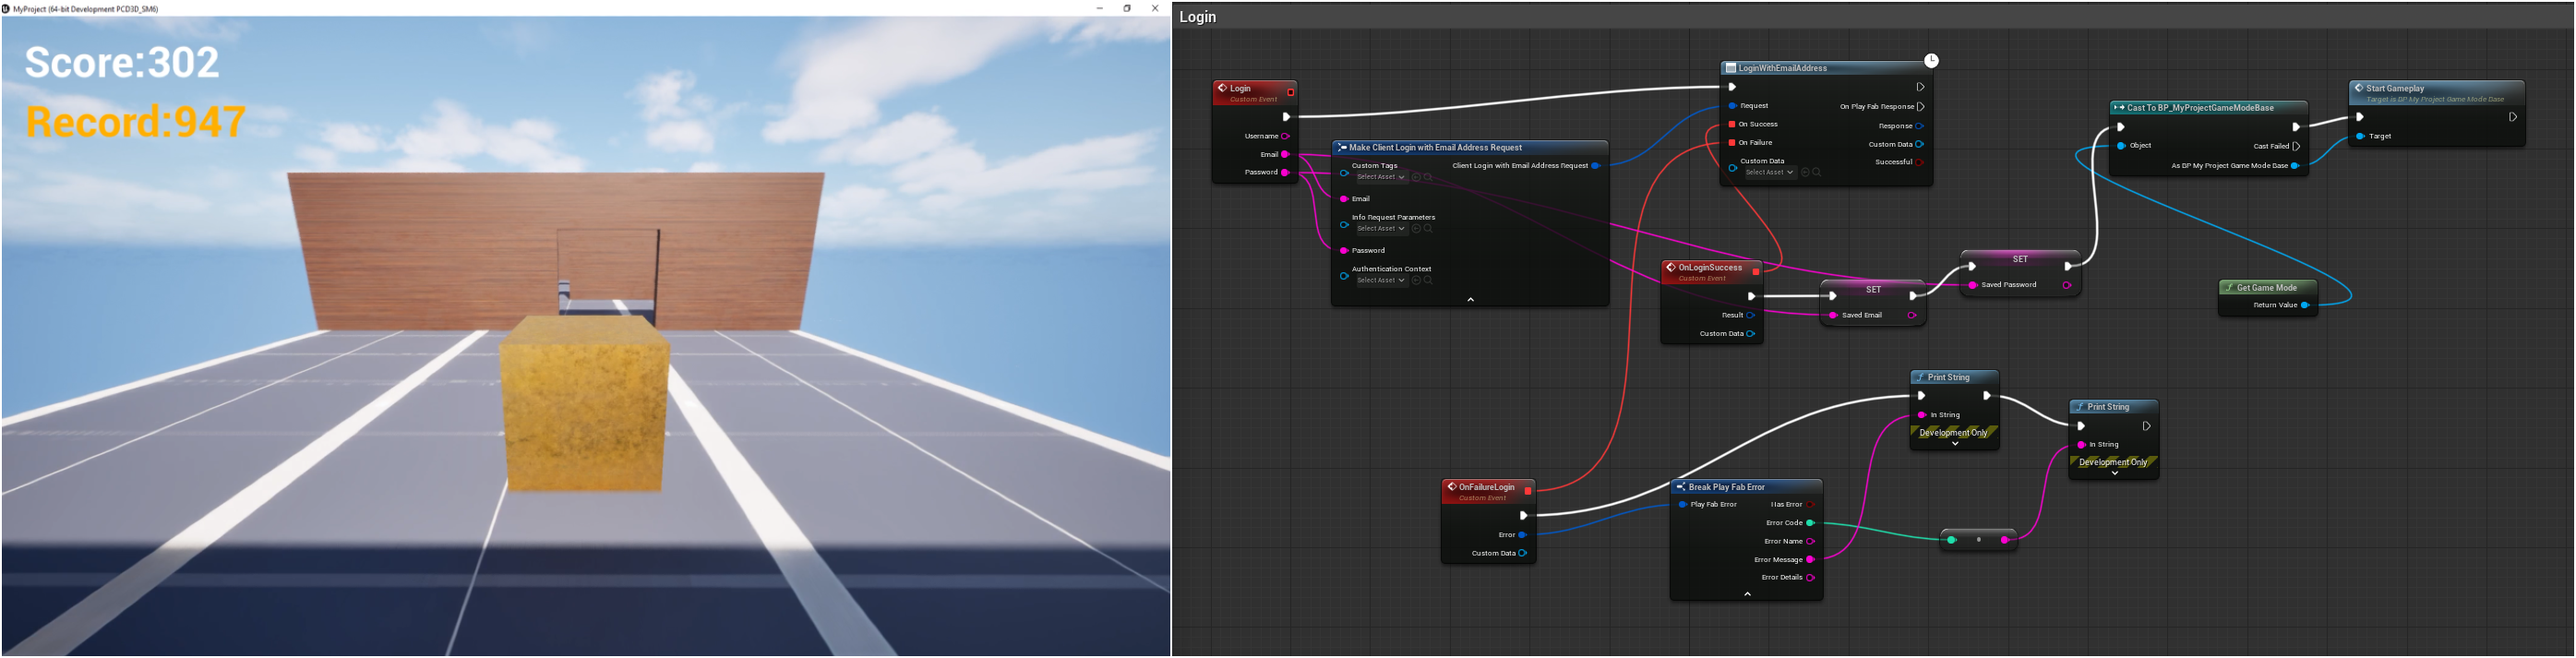 MyProject (64-bit Development PCD3D_SM6)
Score:302
Record:947
Login
Login
Custom Event
Username
Email
Password
Make Client Login with Email Address Request
Custom Tags
Client Login with Email Address Request
Select Asset
Email
Info Request Parameters
Select Asset
Password
Authentication Context
Select Asset
LoginWithEmailAddress
Request
On Play Fab Response
On Success
Response
On Failure
Custom Data
Custom Data
Successful
Select Asset
OnLoginSuccess
Custom Event
Result
Custom Data
SET
Saved Email
SET
Saved Password
Cast To BP_MyProjectGameModeBase
Object
Cast Failed
As BP My Project Game Mode Base
Start Gameplay
Target is BP My Project Game Mode Base
Target
Get Game Mode
Return Value
OnFailureLogin
Custom Event
Error
Custom Data
Break Play Fab Error
Play Fab Error
Has Error
Error Code
Error Name
Error Message
Error Details
Print String
In String
Development Only
Print String
In String
Development Only